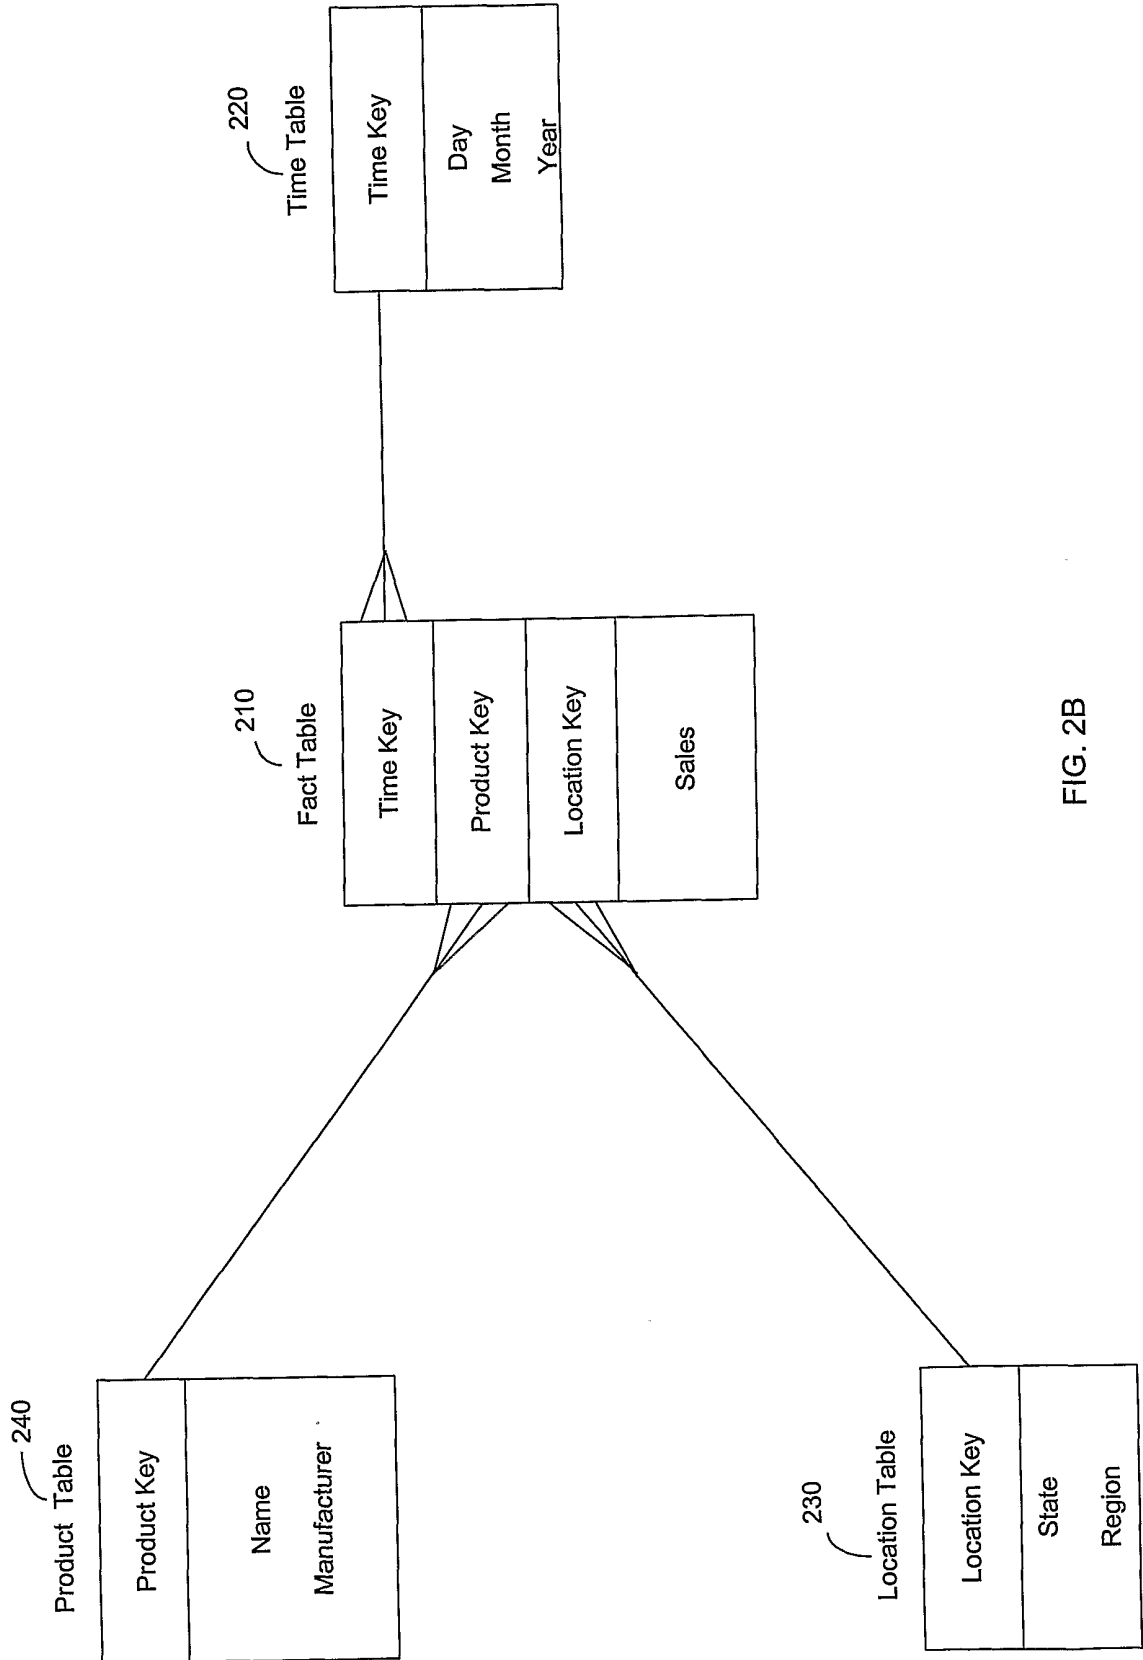 240
Product Table
Product Key
Name
Manufacturer
230
Location Table
Location Key
State
Region
210
Fact Table
Time Key
Product Key
Location Key
Sales
220
Time Table
Time Key
Day
Month
Year
FIG. 2B